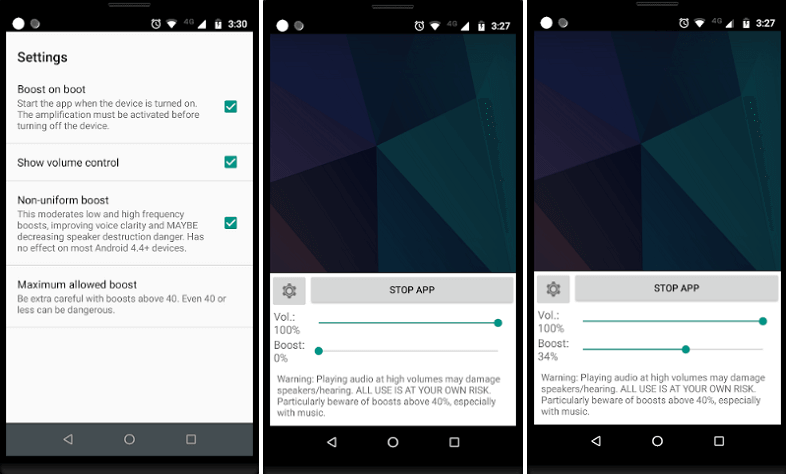 3:30
Settings
Boost on boot
Start the app when the device is turned on.
The amplification must be activated before
turning off the device.
Show volume control
Non-uniform boost
This moderates low and high frequency
boosts, improving voice clarity and MAYBE
decreasing speaker destruction danger. Has
no effect on most Android 4.4+ devices.
Maximum allowed boost
Be extra careful with boosts above 40. Even 40 or
less can be dangerous.
4G 3:27
STOP APP
Vol.:
100%
Boost:
0%
Warning: Playing audio at high volumes may damage
speakers/hearing. ALL USE IS AT YOUR OWN RISK.
Particularly beware of boosts above 40%, especially
with music.
4G 3:27
STOP APP
Vol.:
100%
Boost:
34%
Warning: Playing audio at high volumes may damage
speakers/hearing. ALL USE IS AT YOUR OWN RISK.
Particularly beware of boosts above 40%, especially
with music.